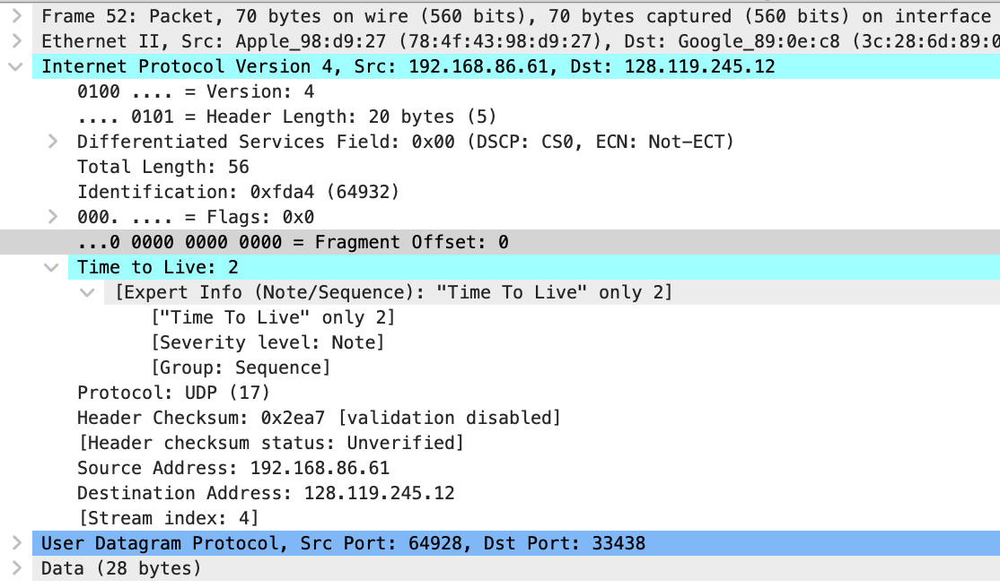 Frame 52: Packet, 70 bytes on wire (560 bits), 70 bytes captured (560 bits) on interface
Ethernet II, Src: Apple_98:d9:27 (78:4f:43:98:d9:27), Dst: Google_89:0e:c8 (3c:28:6d:89:0
Internet Protocol Version 4, Src: 192.168.86.61, Dst: 128.119.245.12
0100 .... = Version: 4
.... 0101 = Header Length: 20 bytes (5)
Differentiated Services Field: 0x00 (DSCP: CS0, ECN: Not-ECT)
Total Length: 56
Identification: 0xfda4 (64932)
000. .... = Flags: 0x0
...0 0000 0000 0000 = Fragment Offset: 0
Time to Live: 2
[Expert Info (Note/Sequence): "Time To Live" only 2]
["Time To Live" only 2]
[Severity level: Note]
[Group: Sequence]
Protocol: UDP (17)
Header Checksum: 0x2ea7 [validation disabled]
[Header checksum status: Unverified]
Source Address: 192.168.86.61
Destination Address: 128.119.245.12
[Stream index: 4]
User Datagram Protocol, Src Port: 64928, Dst Port: 33438
Data (28 bytes)